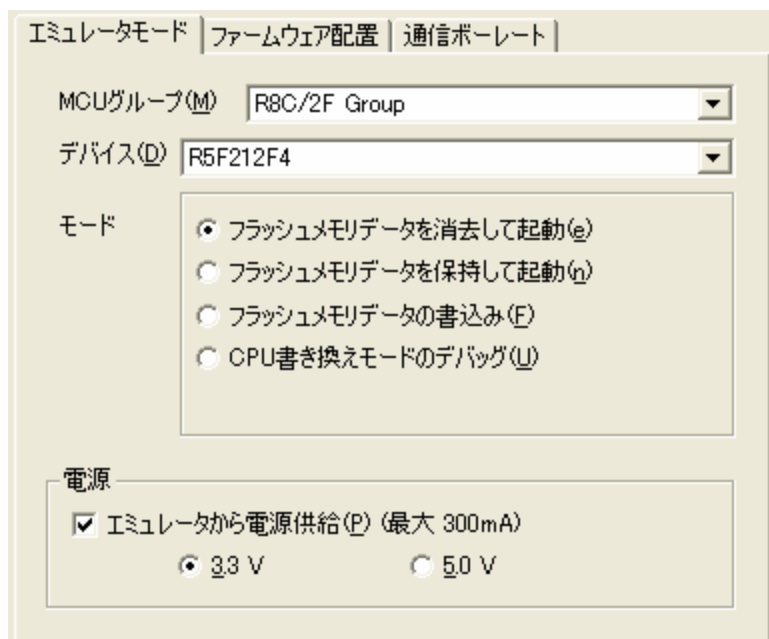 エミュレータモード ファームウェア配置 通信ボーレート
MCUグループ(M) R8C/2F Group
デバイス(D) R5F212F4
モード
フラッシュメモリデータを消去して起動(e)
フラッシュメモリデータを保持して起動(n)
フラッシュメモリデータの書込み(F)
CPU書き換えモードのデバッグ(U)
電源
エミュレータから電源供給(P) (最大 300mA)
3.3 V 5.0 V